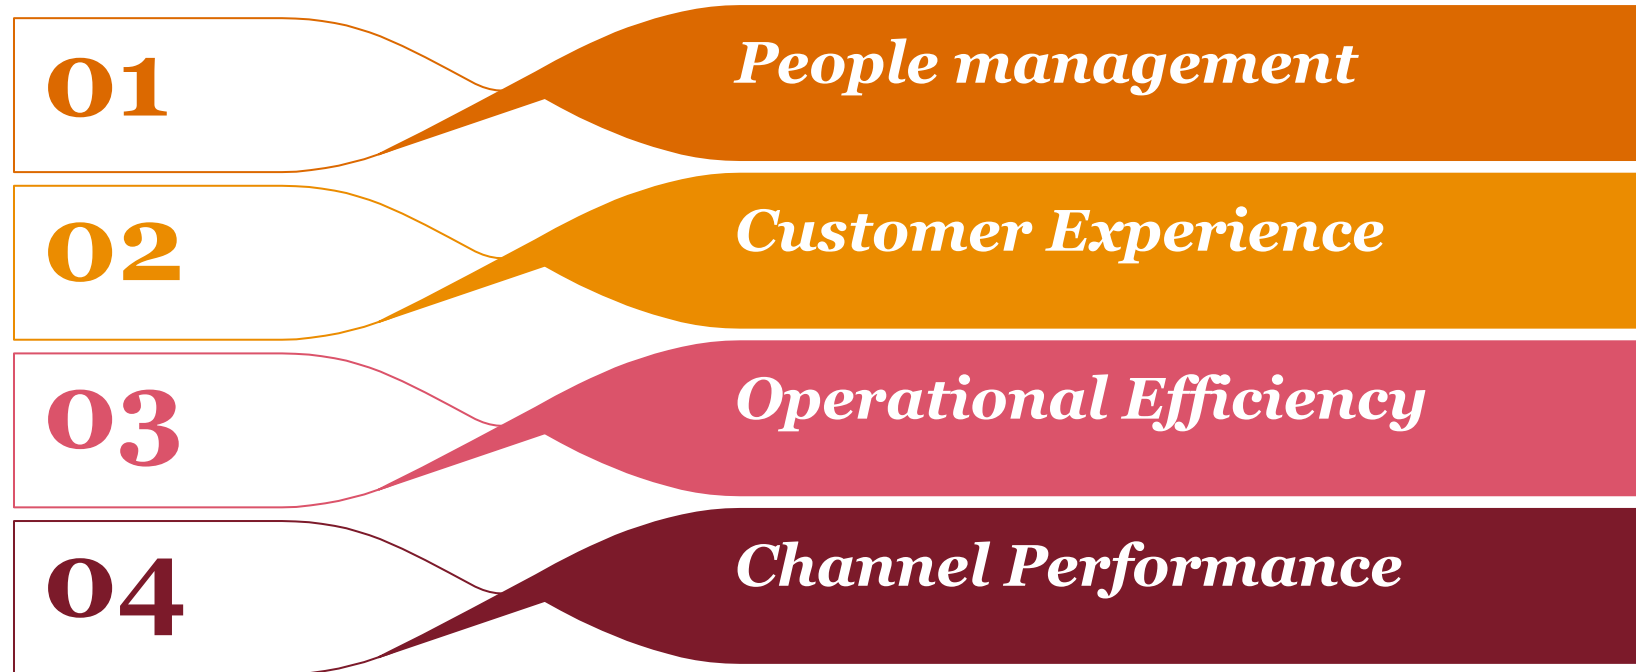 01
People management
02
Customer Experience
03
Operational Efficiency
04
Channel Performance